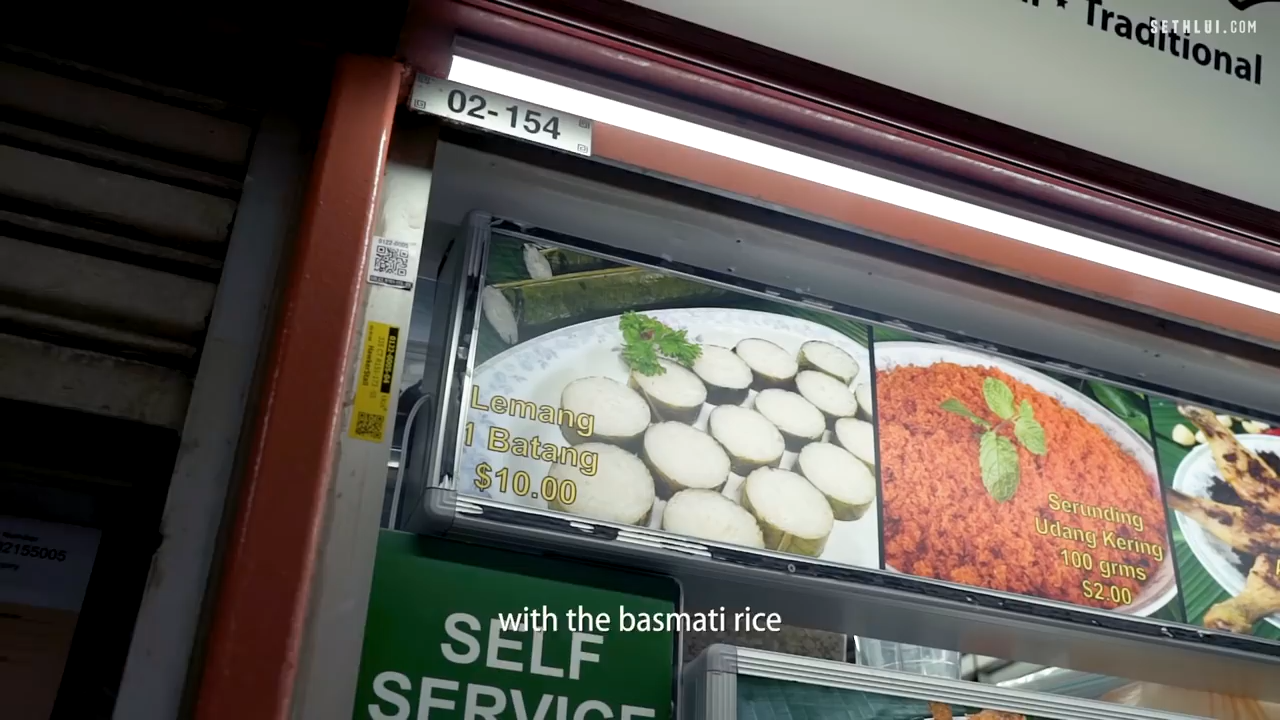 SETHLUI.COM
Traditional
02-154
Lemang
1 Batang
$10.00
Serunding
Udang Kering
100 grms
$2.00
SELF
SERVICE
with the basmati rice